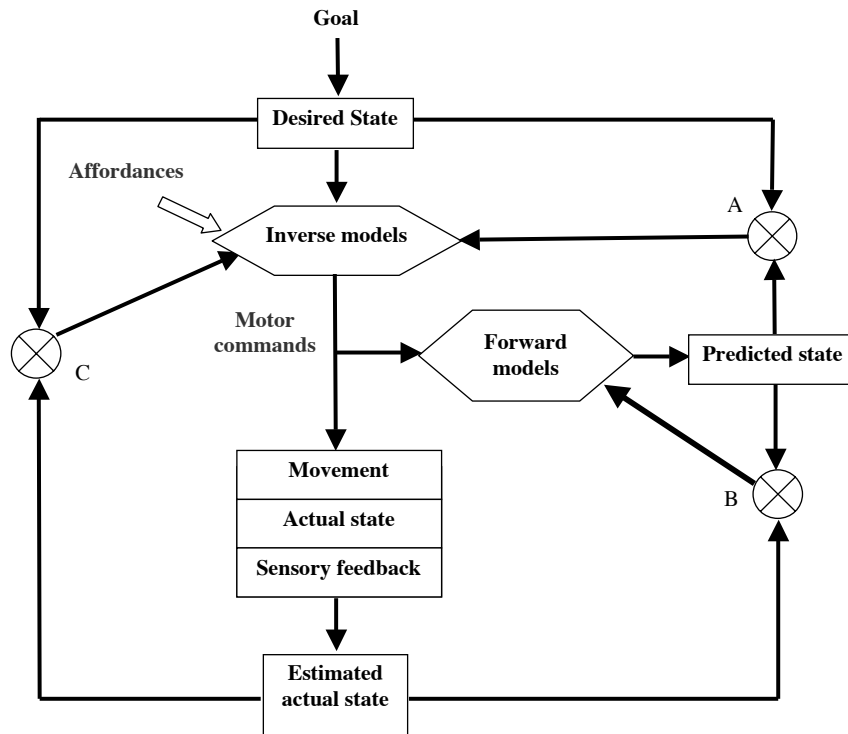 Goal
Desired State
Affordances
A
Inverse models
Motor
commands
Forward
models
Predicted state
C
Movement
B
Actual state
Sensory feedback
Estimated
actual state